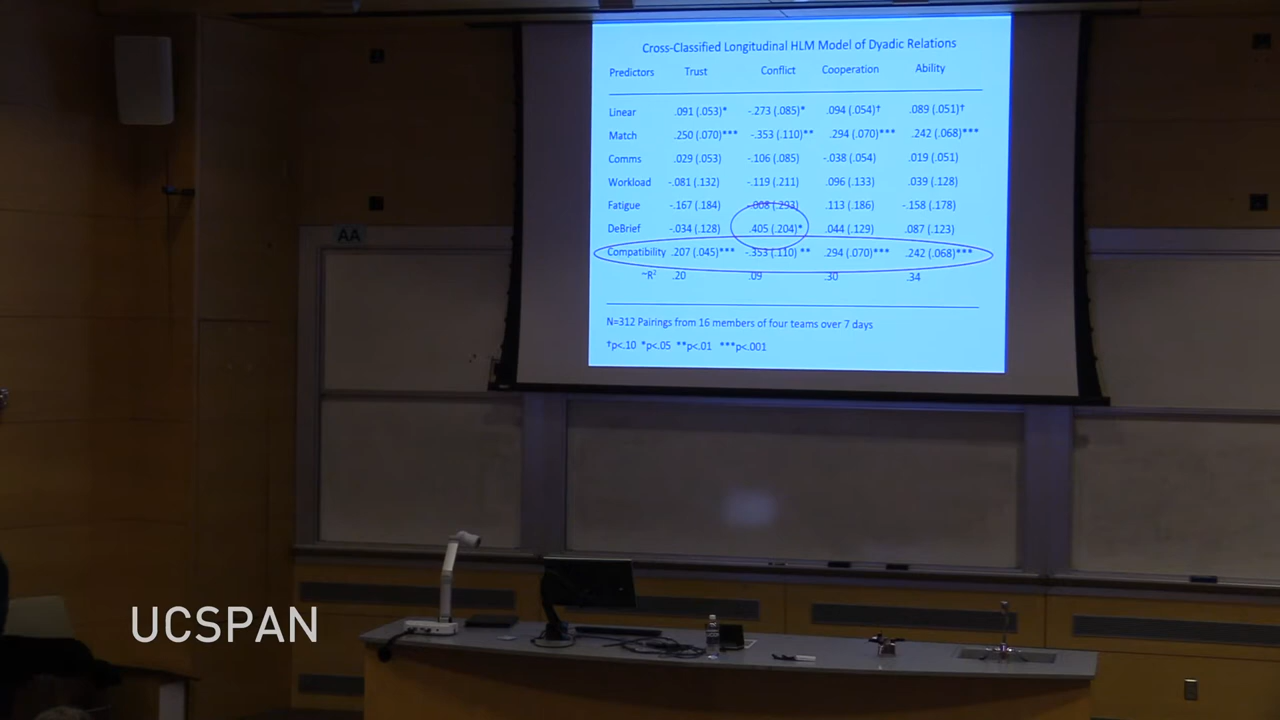 Cross-Classified Longitudinal HLM Model of Dyadic Relations
Predictors Trust Conflict Cooperation Ability
Linear .091 (.053)* -.273 (.085)* .094 (.054)† .089 (.051)†
Match .250 (.070)*** -.353 (.110)** .294 (.070)*** .242 (.068)***
Comms .029 (.053) -.106 (.085) -.038 (.054) .019 (.051)
Workload -.081 (.132) -.119 (.211) .096 (.133) .039 (.128)
Fatigue -.167 (.184) -.008 (.293) .113 (.186) -.158 (.178)
DeBrief -.034 (.128) .405 (.204)* .044 (.129) .087 (.123)
Compatibility .207 (.045)*** -.353 (.110) ** .294 (.070)*** .242 (.068)***
~R² .20 .09 .30 .34
N=312 Pairings from 16 members of four teams over 7 days
†p<.10 *p<.05 **p<.01 ***p<.001
AA
UCSPAN